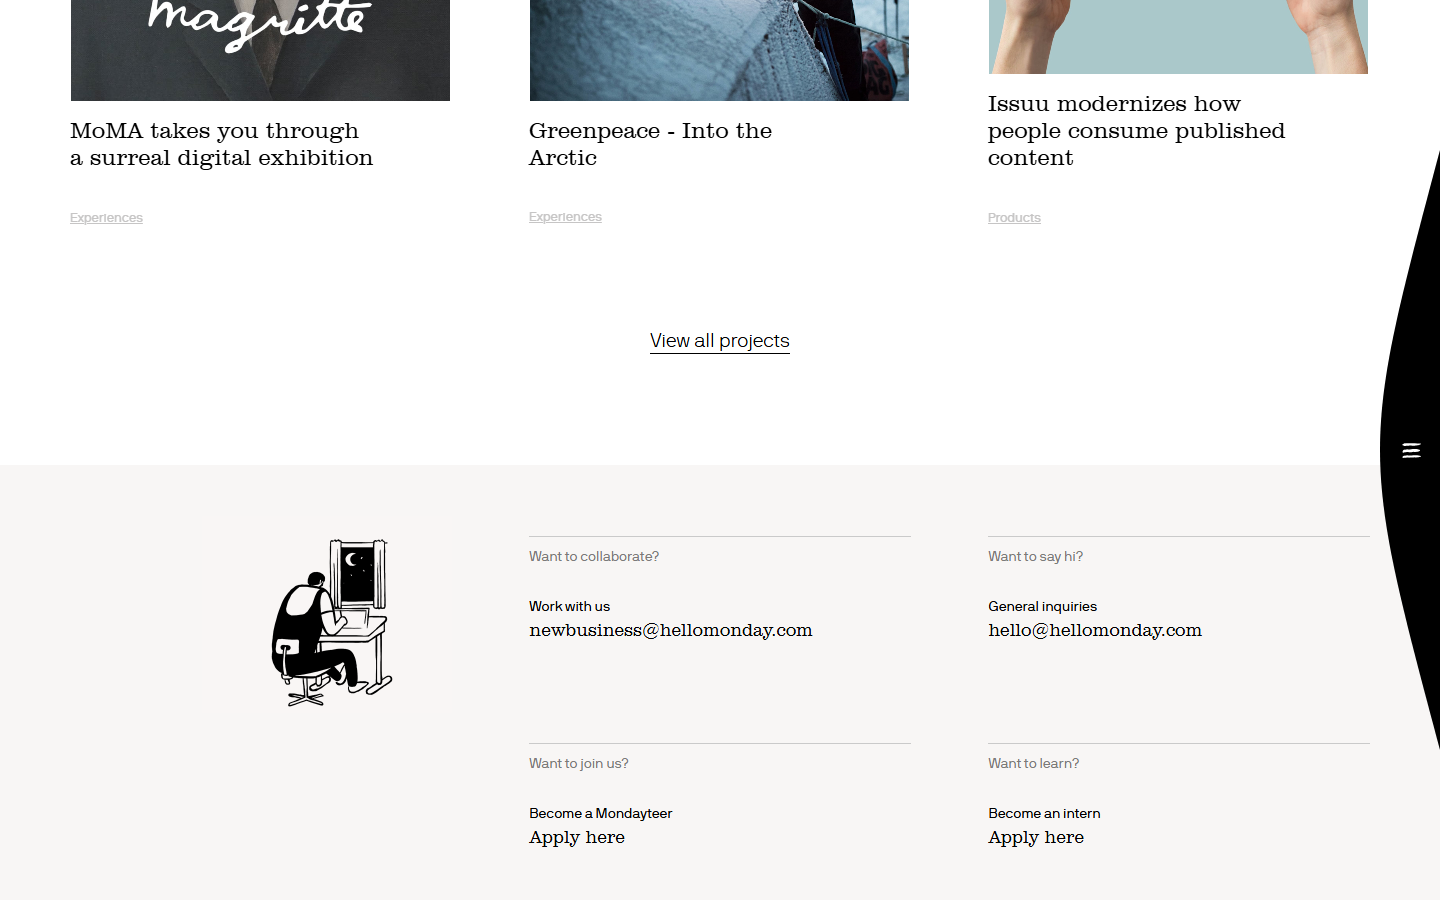 magritte
MoMA takes you through
a surreal digital exhibition
Experiences
Greenpeace - Into the
Arctic
Experiences
Issuu modernizes how
people consume published
content
Products
View all projects
Want to collaborate?
Work with us
newbusiness@hellomonday.com
Want to say hi?
General inquiries
hello@hellomonday.com
Want to join us?
Become a Mondayteer
Apply here
Want to learn?
Become an intern
Apply here